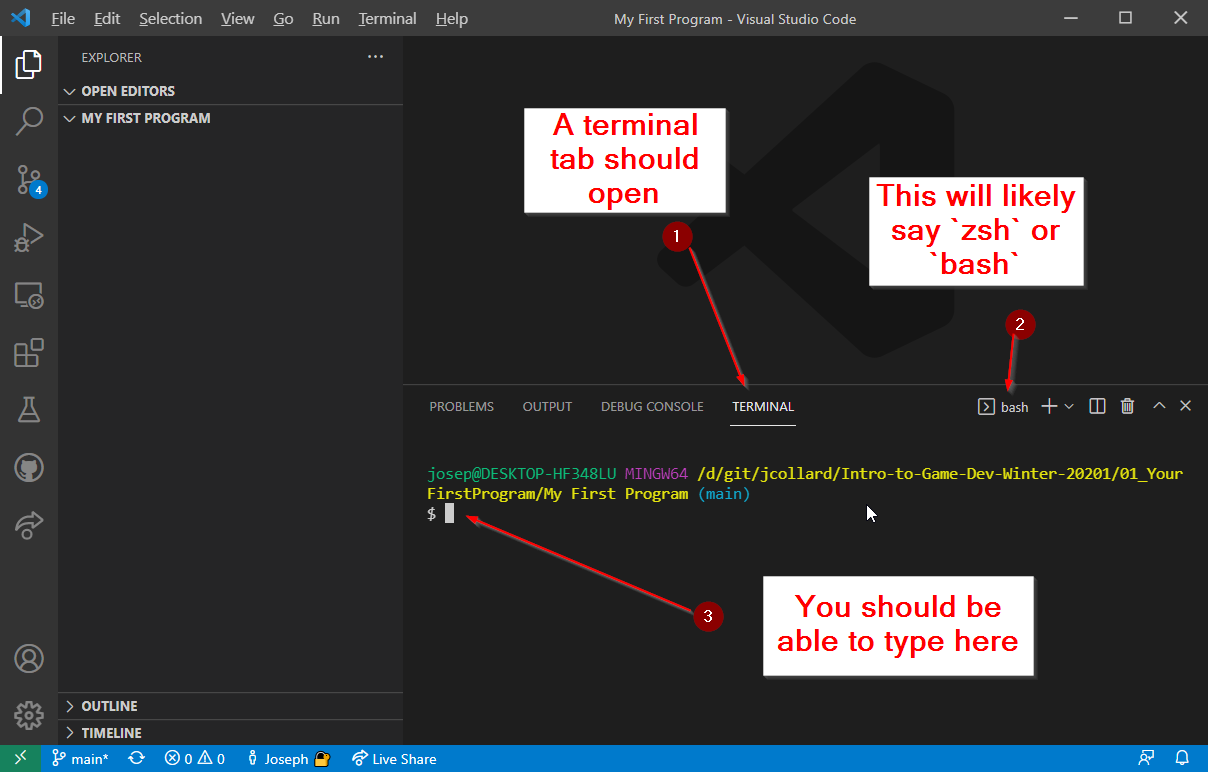 File Edit Selection View Go Run Terminal Help
My First Program - Visual Studio Code
EXPLORER
OPEN EDITORS
MY FIRST PROGRAM
4
A terminal
tab should
open
1
This will likely
say `zsh` or
`bash`
2
PROBLEMS OUTPUT DEBUG CONSOLE TERMINAL
bash
josep@DESKTOP-HF348LU MINGW64 /d/git/jcollard/Intro-to-Game-Dev-Winter-20201/01_Your
FirstProgram/My First Program (main)
$
3
You should be
able to type here
OUTLINE
TIMELINE
main* 0 0 Joseph Live Share